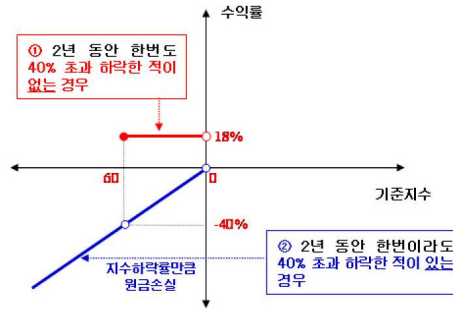 수익률
① 2년 동안 한번도
40% 초과 하락한 적이
없는 경우
18%
60
0
기준지수
-40%
② 2년 동안 한번이라도
40% 초과 하락한 적이 있는
경우
지수하락률만큼
원금손실